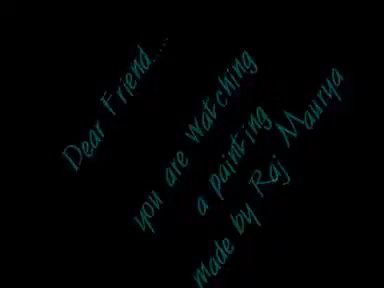 Dear Friend....
you are watching
a painting
made by Raj Maurya